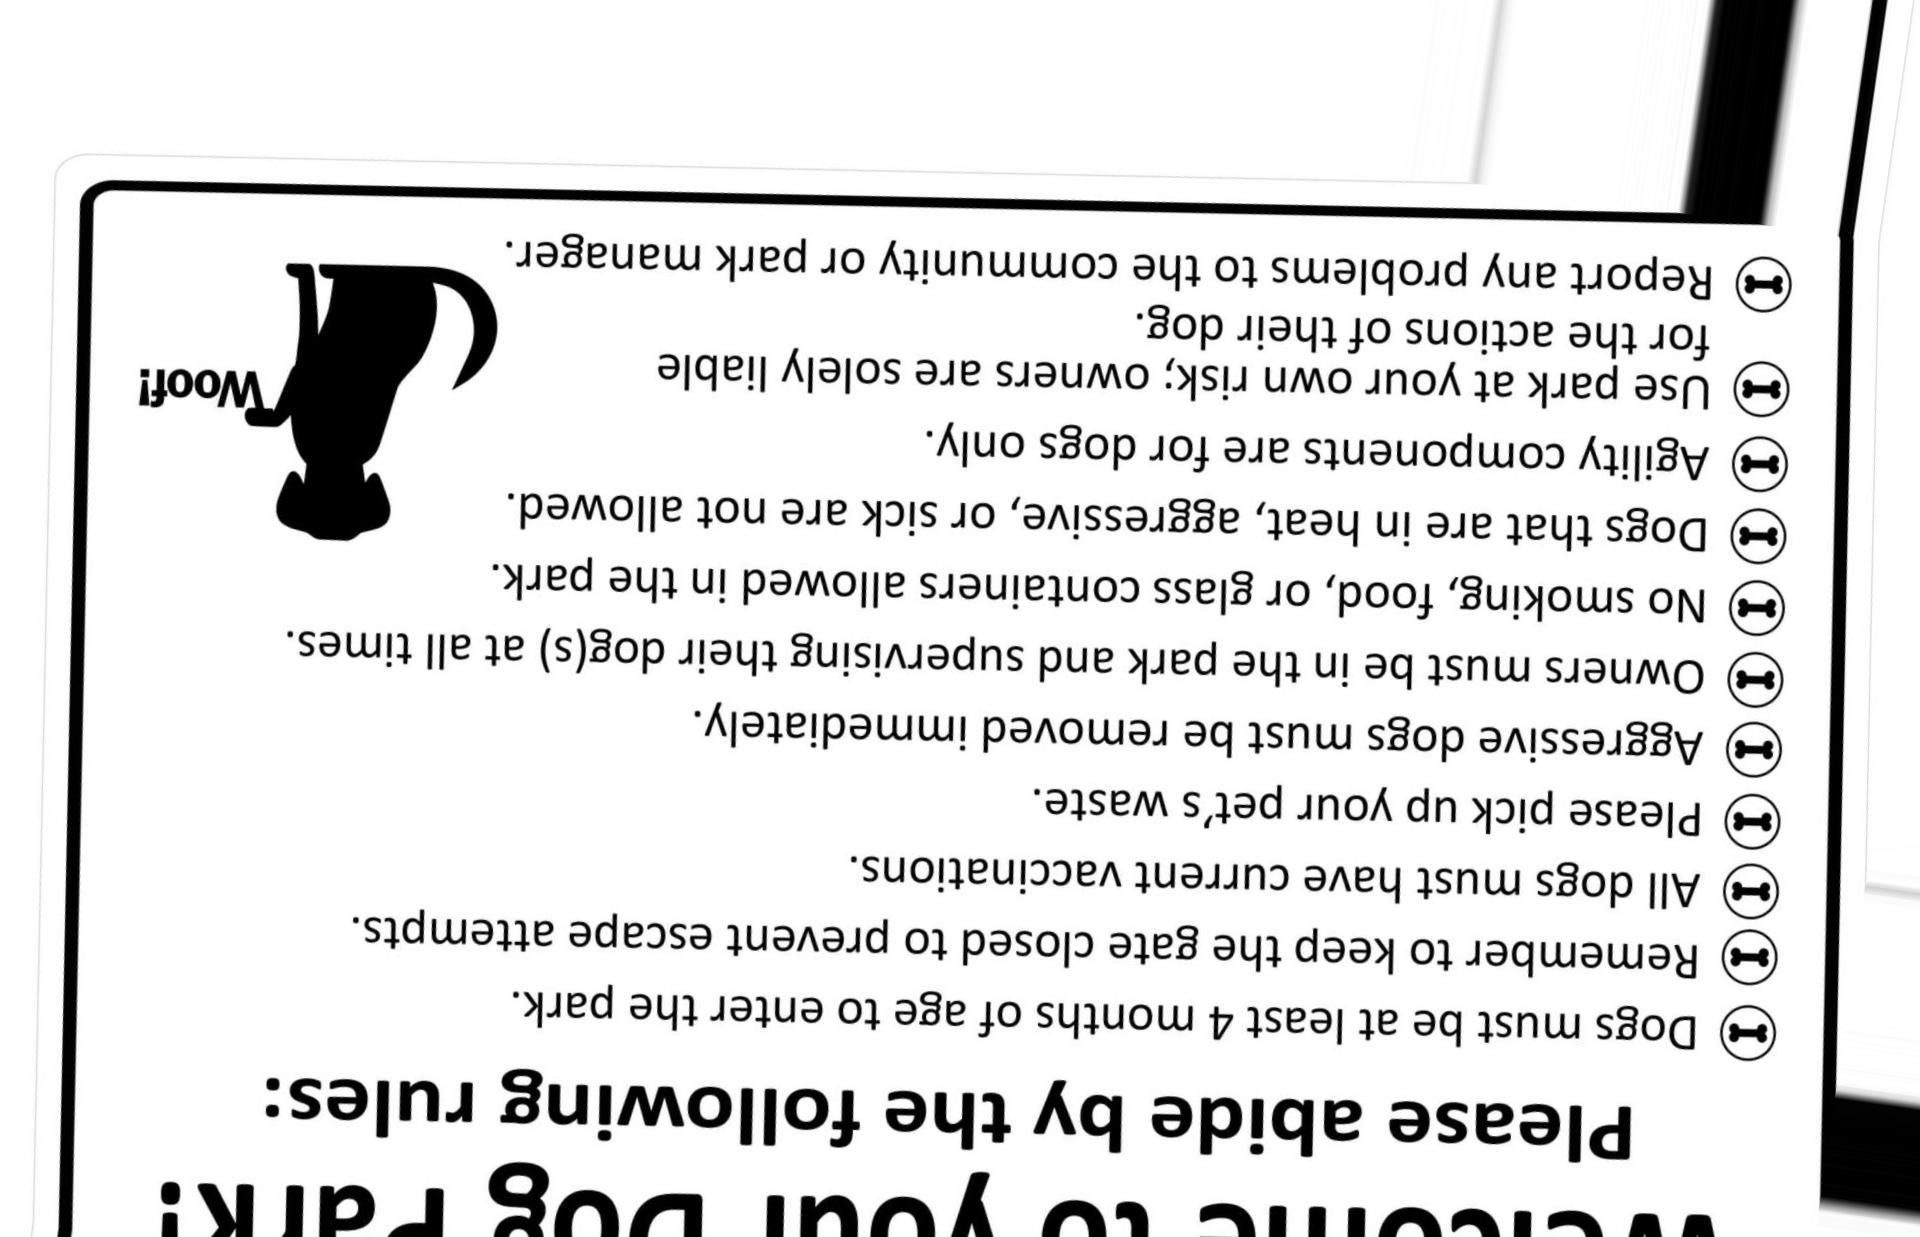 Welcome to your Dog Park!
Please abide by the following rules:
Dogs must be at least 4 months of age to enter the park.
Remember to keep the gate closed to prevent escape attempts.
All dogs must have current vaccinations.
Please pick up your pet's waste.
Aggressive dogs must be removed immediately.
Owners must be in the park and supervising their dog(s) at all times.
No smoking, food, or glass containers allowed in the park.
Dogs that are in heat, aggressive, or sick are not allowed.
Agility components are for dogs only.
Use park at your own risk; owners are solely liable
for the actions of their dog.
Report any problems to the community or park manager.
Woof!